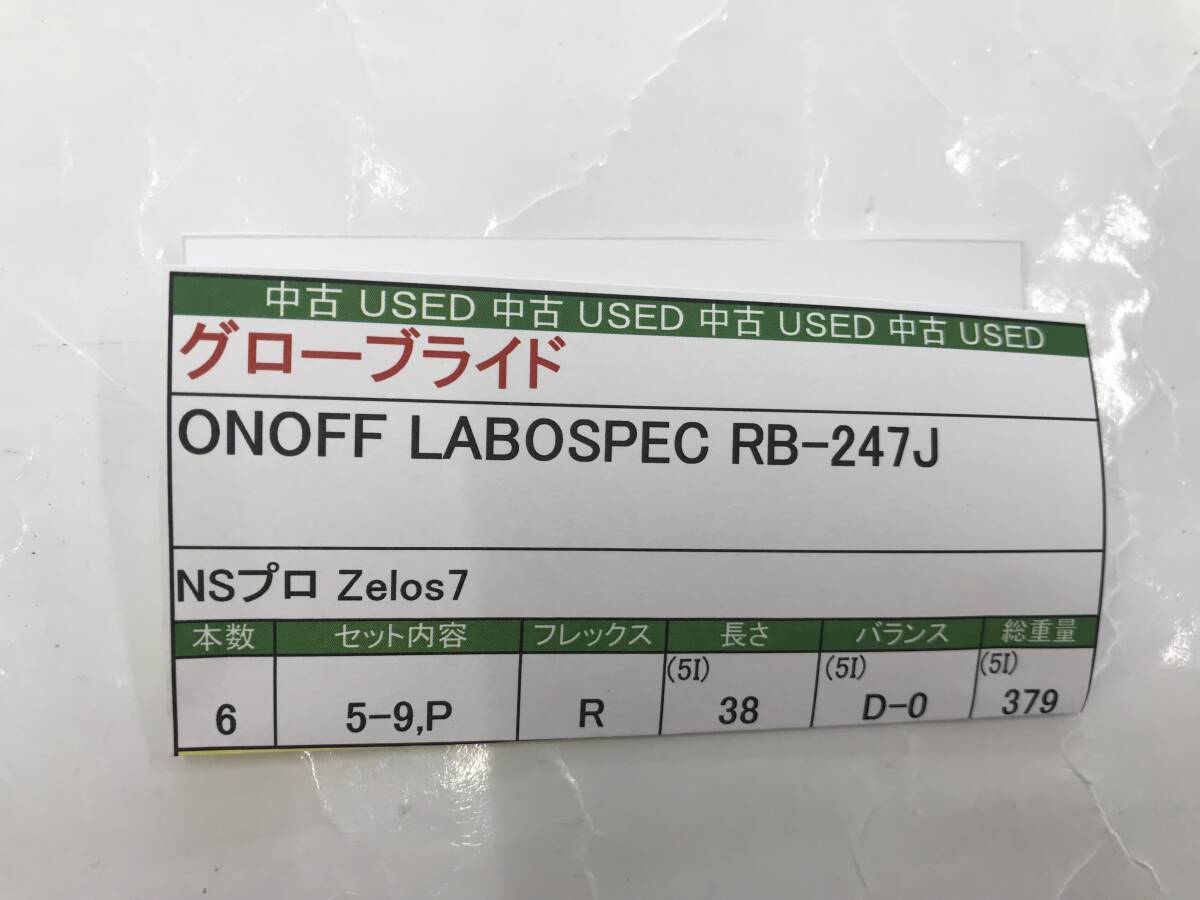 中古 USED 中古 USED 中古 USED 中古 USED
グローブライド
ONOFF LABOSPEC RB-247J
NSプロ Zelos7
本数 セット内容 フレックス 長さ バランス 総重量
(5I) (5I) (5I)
6 5-9,P R 38 D-0 379